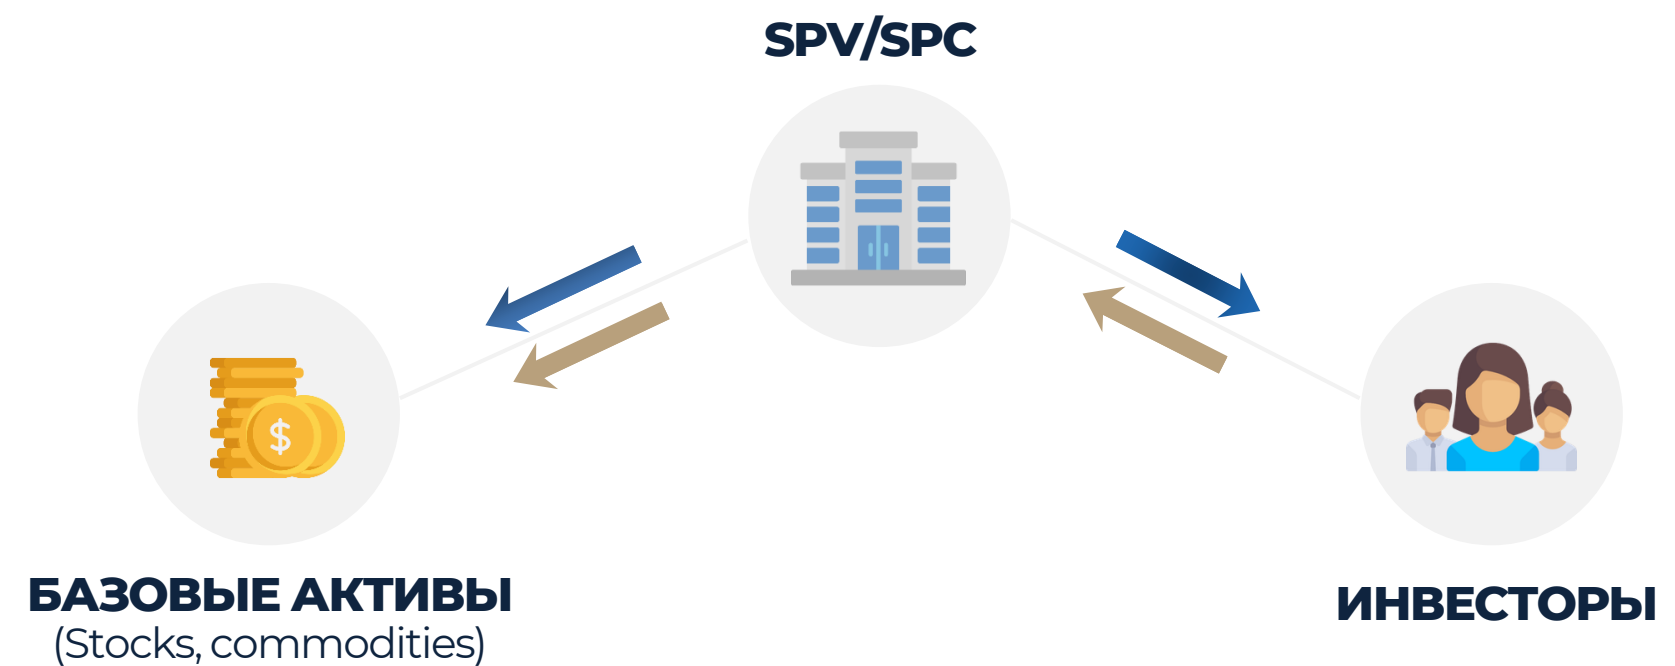 SPV/SPC
$
БАЗОВЫЕ АКТИВЫ
(Stocks, commodities)
ИНВЕСТОРЫ